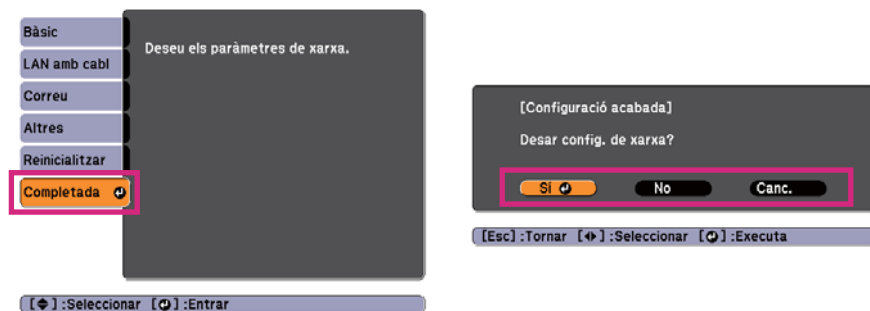 Bàsic
LAN amb cabl
Correu
Altres
Reinicialitzar
Completada
Deseu els paràmetres de xarxa.
[ ] :Seleccionar [ ] :Entrar
[Configuració acabada]
Desar config. de xarxa?
Sí No Canc.
[Esc] :Tornar [ ] :Seleccionar [ ] :Executa